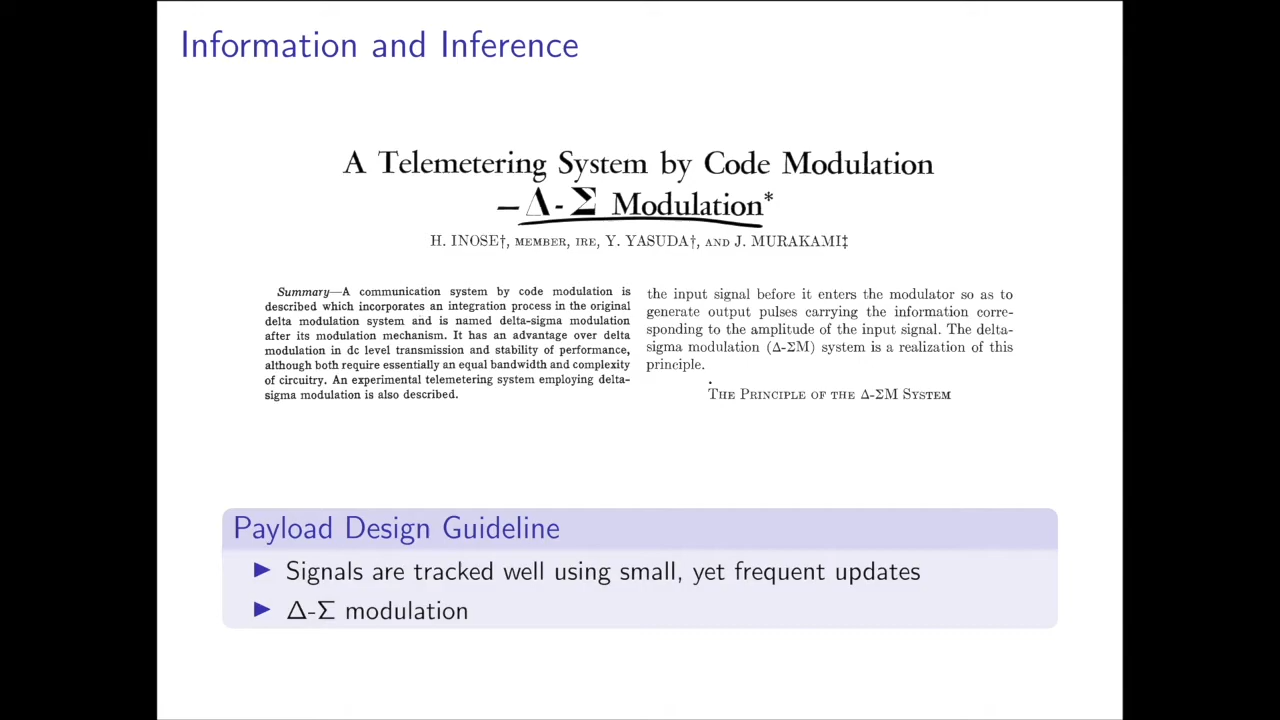 Information and Inference
A Telemetering System by Code Modulation
—Δ-Σ Modulation*
H. INOSE†, MEMBER, IRE, Y. YASUDA†, AND J. MURAKAMI‡
Summary—A communication system by code modulation is
described which incorporates an integration process in the original
delta modulation system and is named delta-sigma modulation
after its modulation mechanism. It has an advantage over delta
modulation in dc level transmission and stability of performance,
although both require essentially an equal bandwidth and complexity
of circuitry. An experimental telemetering system employing delta-
sigma modulation is also described.
the input signal before it enters the modulator so as to
generate output pulses carrying the information corre-
sponding to the amplitude of the input signal. The delta-
sigma modulation (Δ-ΣM) system is a realization of this
principle.
THE PRINCIPLE OF THE Δ-ΣM SYSTEM
Payload Design Guideline
▶ Signals are tracked well using small, yet frequent updates
▶ Δ-Σ modulation